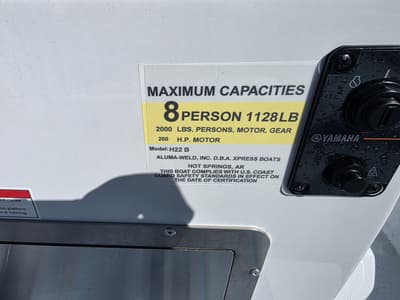 MAXIMUM CAPACITIES
8 PERSON 1128LB
2000 LBS. PERSONS, MOTOR, GEAR
200 H.P. MOTOR
Model: H22 B
ALUMA-WELD, INC. D.B.A. XPRESS BOATS
HOT SPRINGS, AR
THIS BOAT COMPLIES WITH U.S. COAST
GUARD SAFETY STANDARDS IN EFFECT ON
THE DATE OF CERTIFICATION
YAMAHA